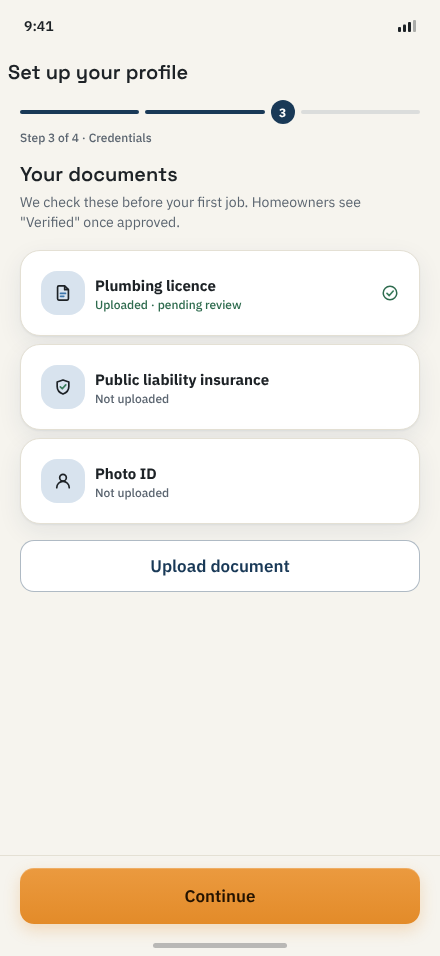 9:41
Set up your profile
3
Step 3 of 4 · Credentials
Your documents
We check these before your first job. Homeowners see
"Verified" once approved.
Plumbing licence
Uploaded · pending review
Public liability insurance
Not uploaded
Photo ID
Not uploaded
Upload document
Continue